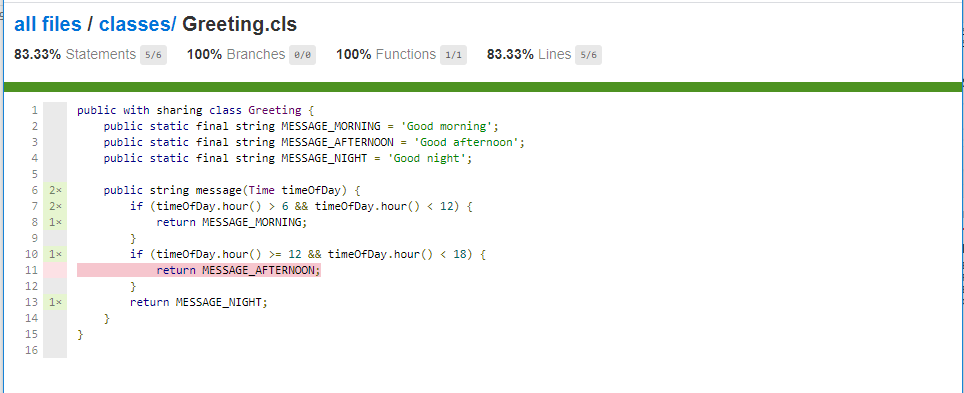 all files / classes/ Greeting.cls
83.33% Statements 5/6 100% Branches 0/0 100% Functions 1/1 83.33% Lines 5/6
1 public with sharing class Greeting {
2 public static final string MESSAGE_MORNING = 'Good morning';
3 public static final string MESSAGE_AFTERNOON = 'Good afternoon';
4 public static final string MESSAGE_NIGHT = 'Good night';
5
6 2× public string message(Time timeOfDay) {
7 2× if (timeOfDay.hour() > 6 && timeOfDay.hour() < 12) {
8 1× return MESSAGE_MORNING;
9 }
10 1× if (timeOfDay.hour() >= 12 && timeOfDay.hour() < 18) {
11 return MESSAGE_AFTERNOON;
12 }
13 1× return MESSAGE_NIGHT;
14 }
15 }
16